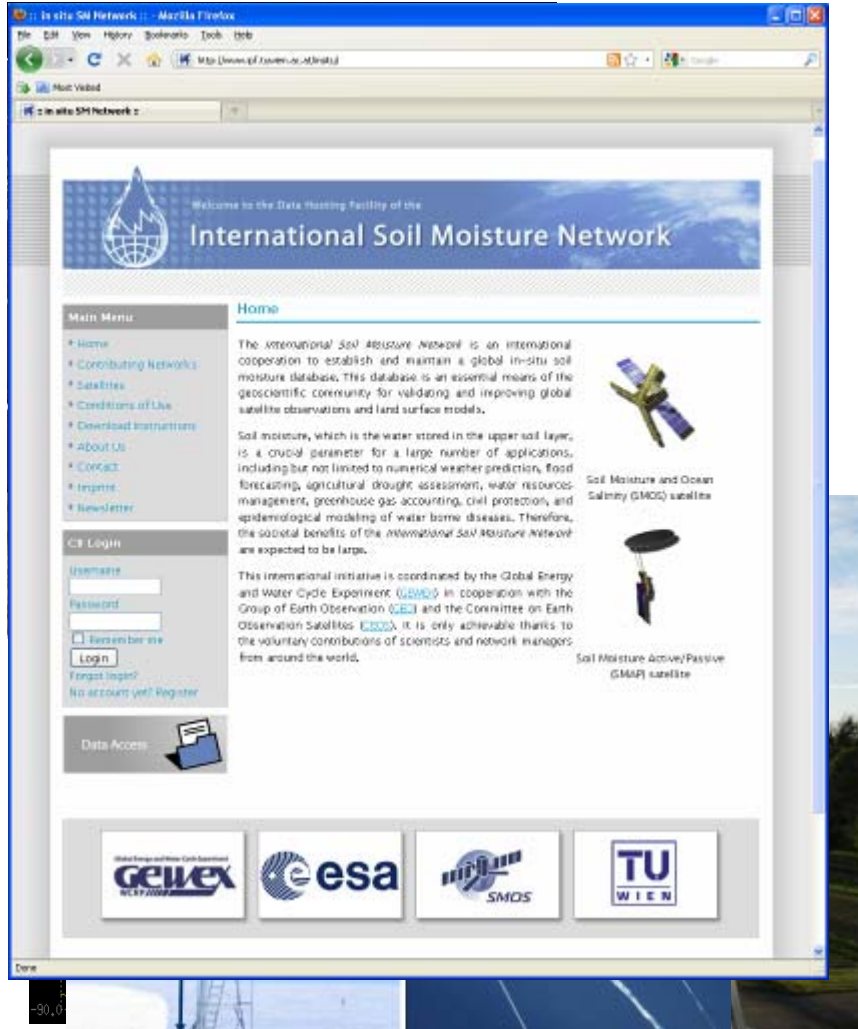 :: in situ SM Network :: - Mozilla Firefox
File Edit View History Bookmarks Tools Help
Google
Most Visited
:: in situ SM Network ::
Welcome to the Data Hosting Facility of the
International Soil Moisture Network
Main Menu
Home
Contributing Networks
Satellites
Conditions of Use
Download Instructions
About Us
Contact
Imprint
Newsletter
CB Login
Username
Password
Remember me
Login
Forgot login?
No account yet? Register
Data Access
Home
The International Soil Moisture Network is an international
cooperation to establish and maintain a global in-situ soil
moisture database. This database is an essential means of the
geoscientific community for validating and improving global
satellite observations and land surface models.
Soil moisture, which is the water stored in the upper soil layer,
is a crucial parameter for a large number of applications,
including but not limited to numerical weather prediction, flood
forecasting, agricultural drought assessment, water resources
management, greenhouse gas accounting, civil protection, and
epidemiological modeling of water borne diseases. Therefore,
the societal benefits of the International Soil Moisture Network
are expected to be large.
This international initiative is coordinated by the Global Energy
and Water Cycle Experiment (GEWEX) in cooperation with the
Group of Earth Observation (GEO) and the Committee on Earth
Observation Satellites (CEOS). It is only achievable thanks to
the voluntary contributions of scientists and network managers
from around the world.
Soil Moisture and Ocean
Salinity (SMOS) satellite
Soil Moisture Active/Passive
(SMAP) satellite
Global Energy and Water Cycle Experiment
GEWEX
WCRP
esa
SMOS
TU
WIEN
Done
-90.0